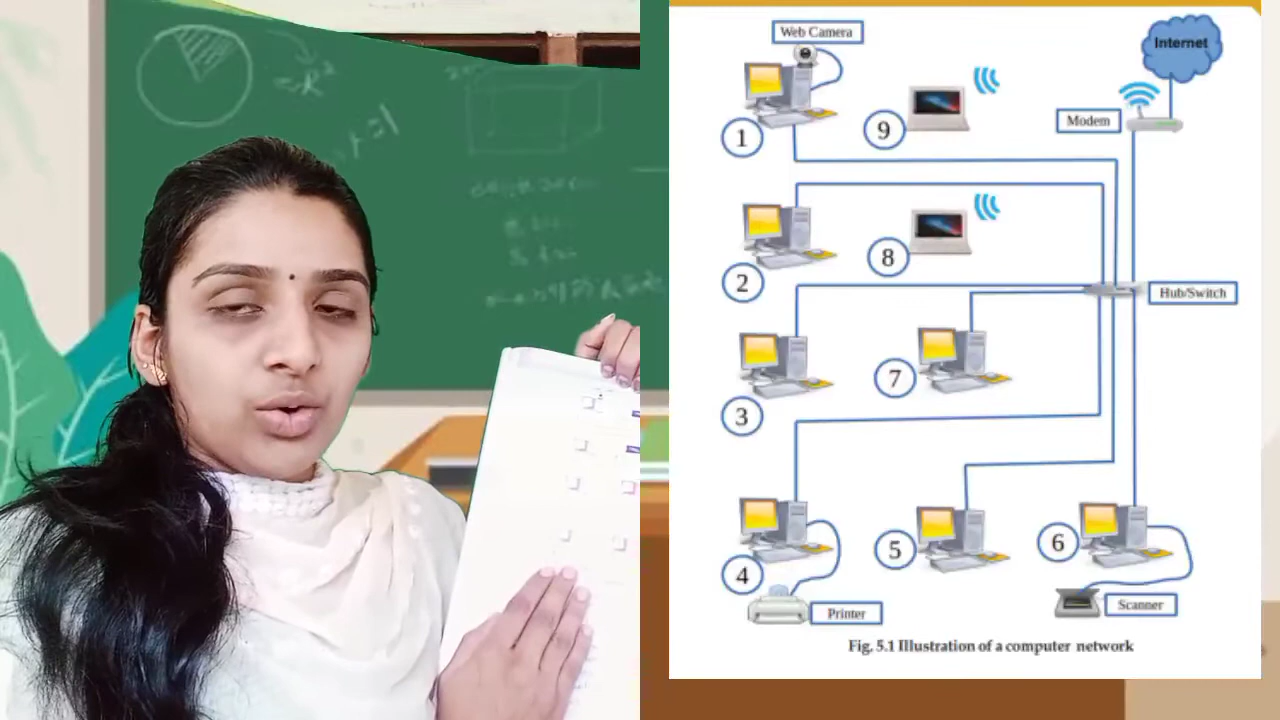 Web Camera
Internet
1
9
Modem
2
8
Hub/Switch
3
7
4
5
6
Printer
Scanner
Fig. 5.1 Illustration of a computer network